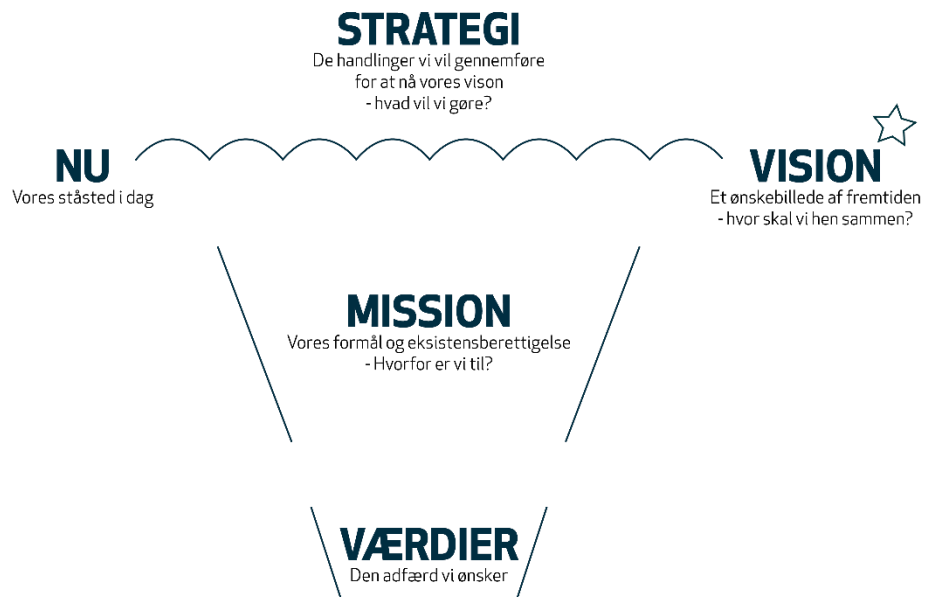 STRATEGI
De handlinger vi vil gennemføre
for at nå vores vison
- hvad vil vi gøre?
NU
Vores ståsted i dag
VISION
Et ønskebillede af fremtiden
- hvor skal vi hen sammen?
MISSION
Vores formål og eksistensberettigelse
- Hvorfor er vi til?
VÆRDIER
Den adfærd vi ønsker